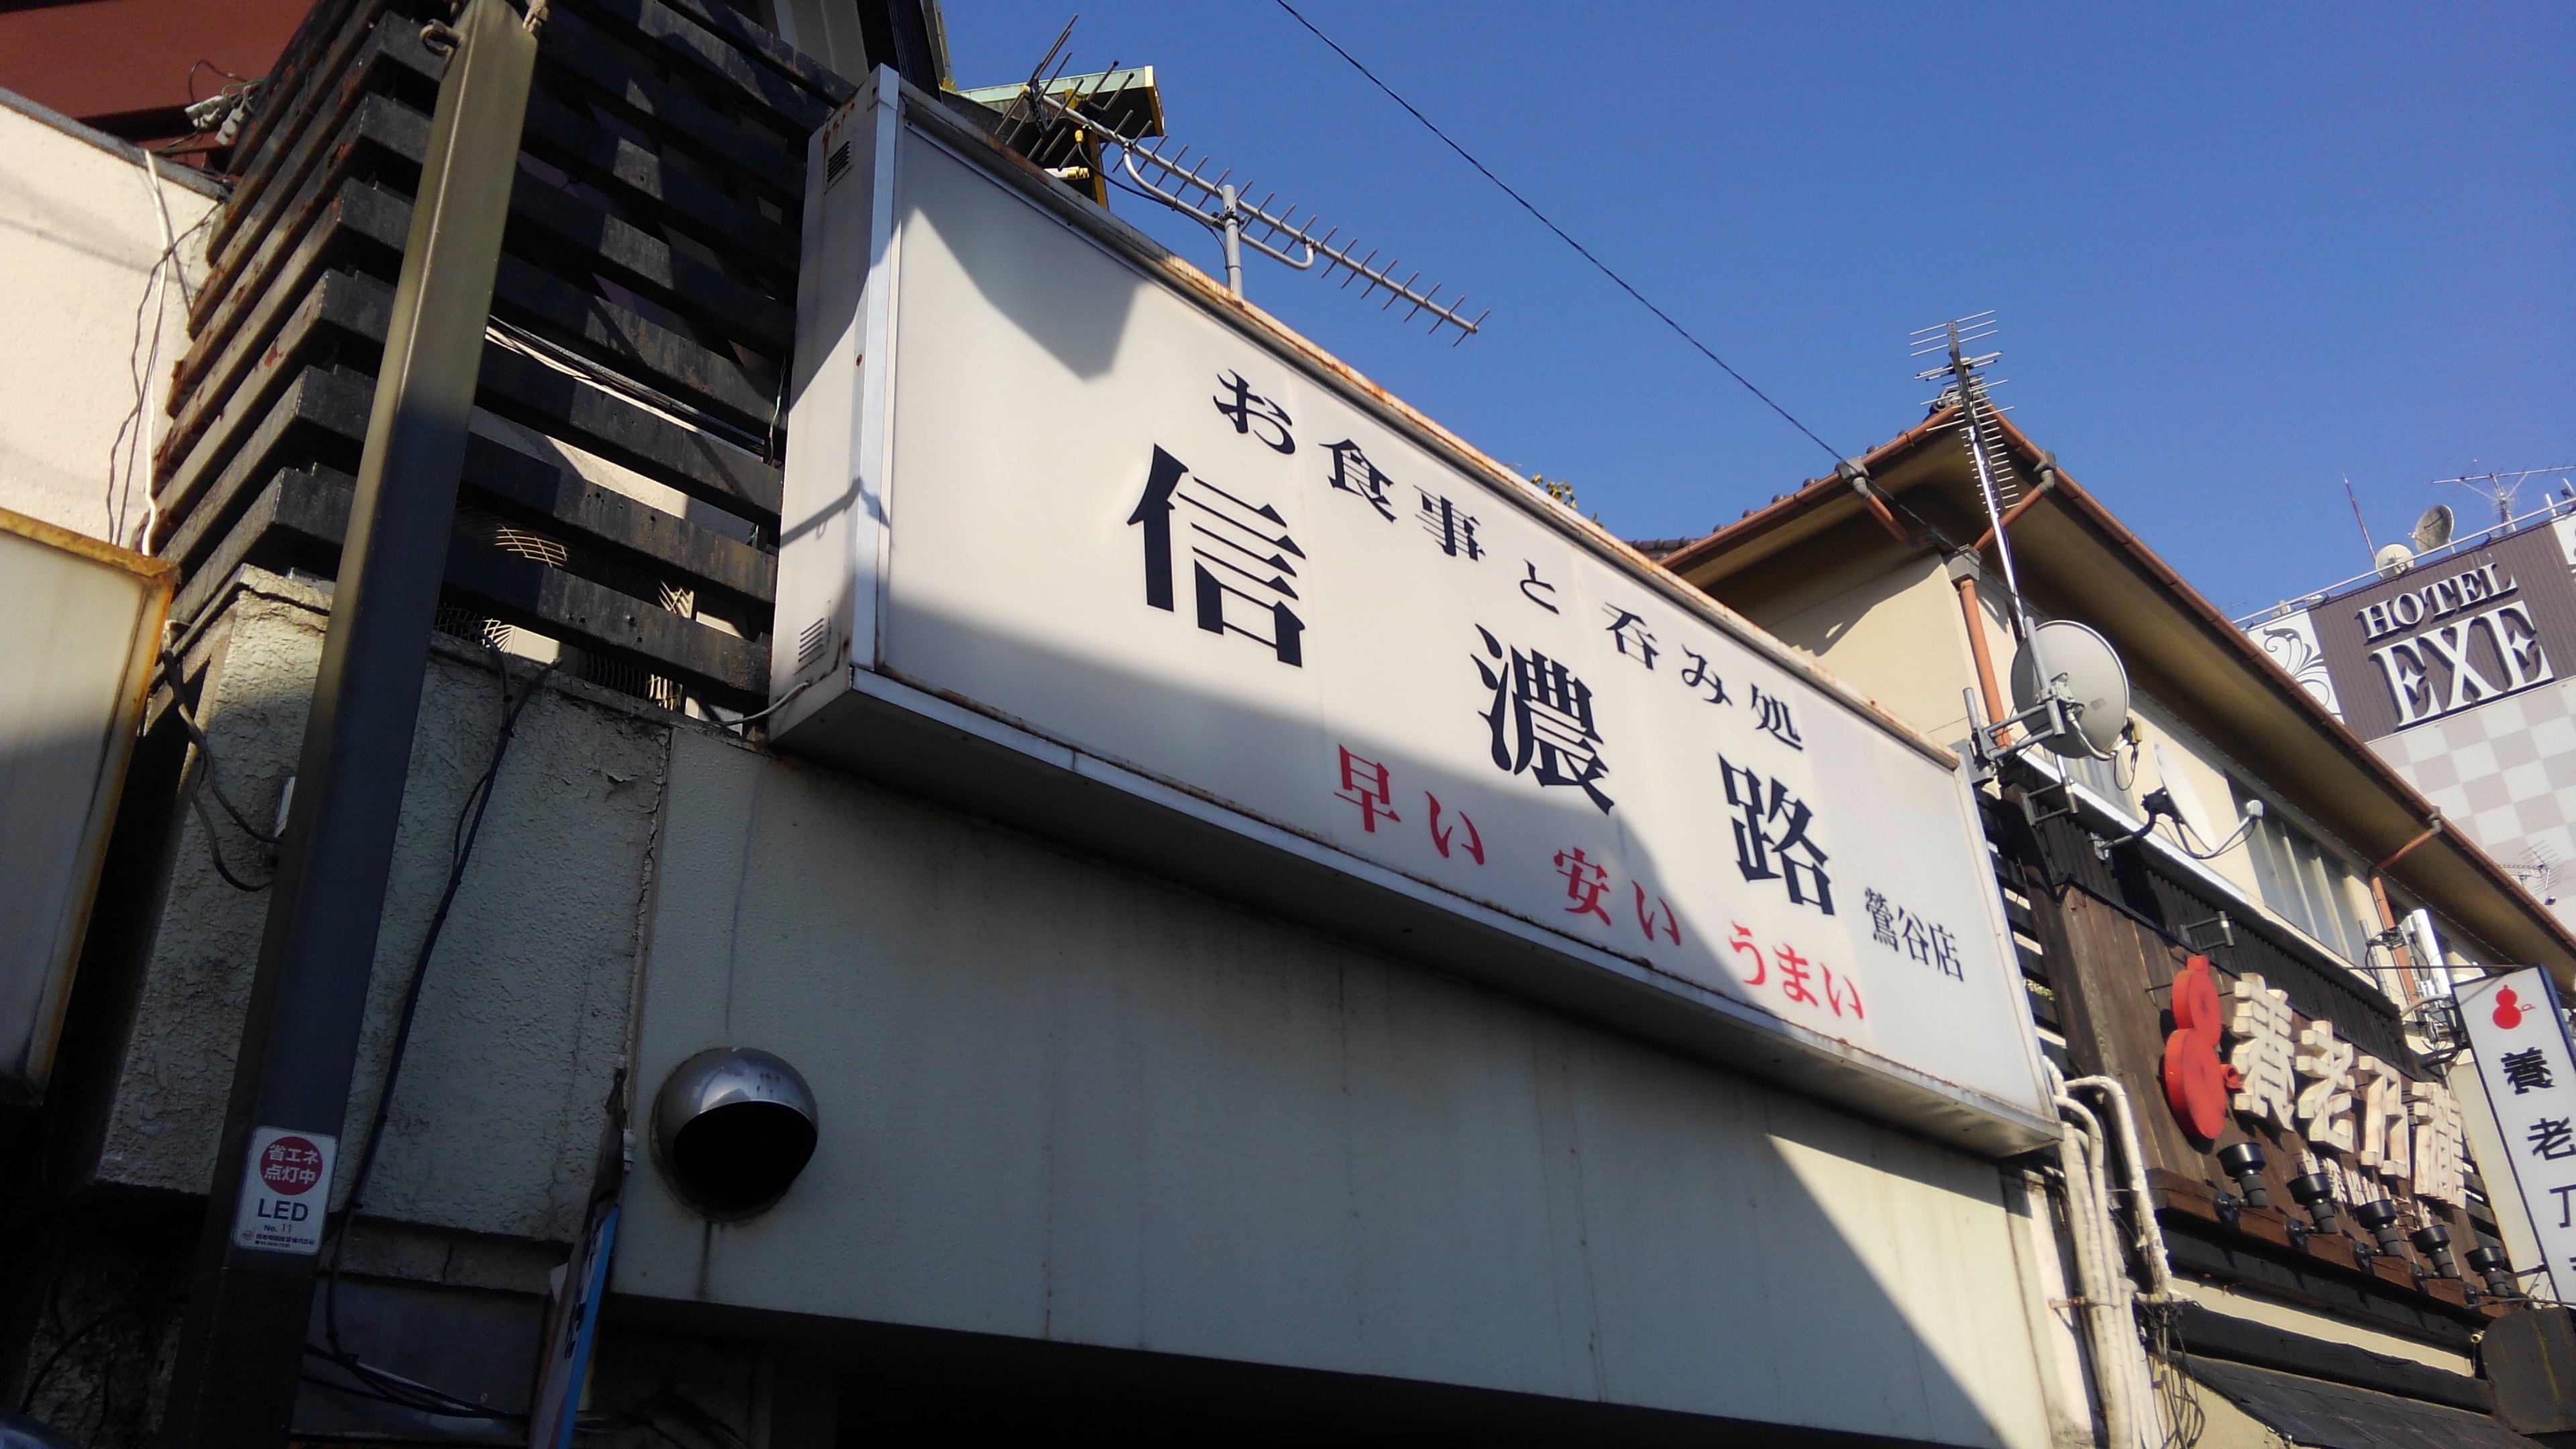 お食事と呑み処
信濃路
鶯谷店
早い 安い うまい
HOTEL
EXE
養老乃瀧
養老乃
省エネ
点灯中
LED
No. 11